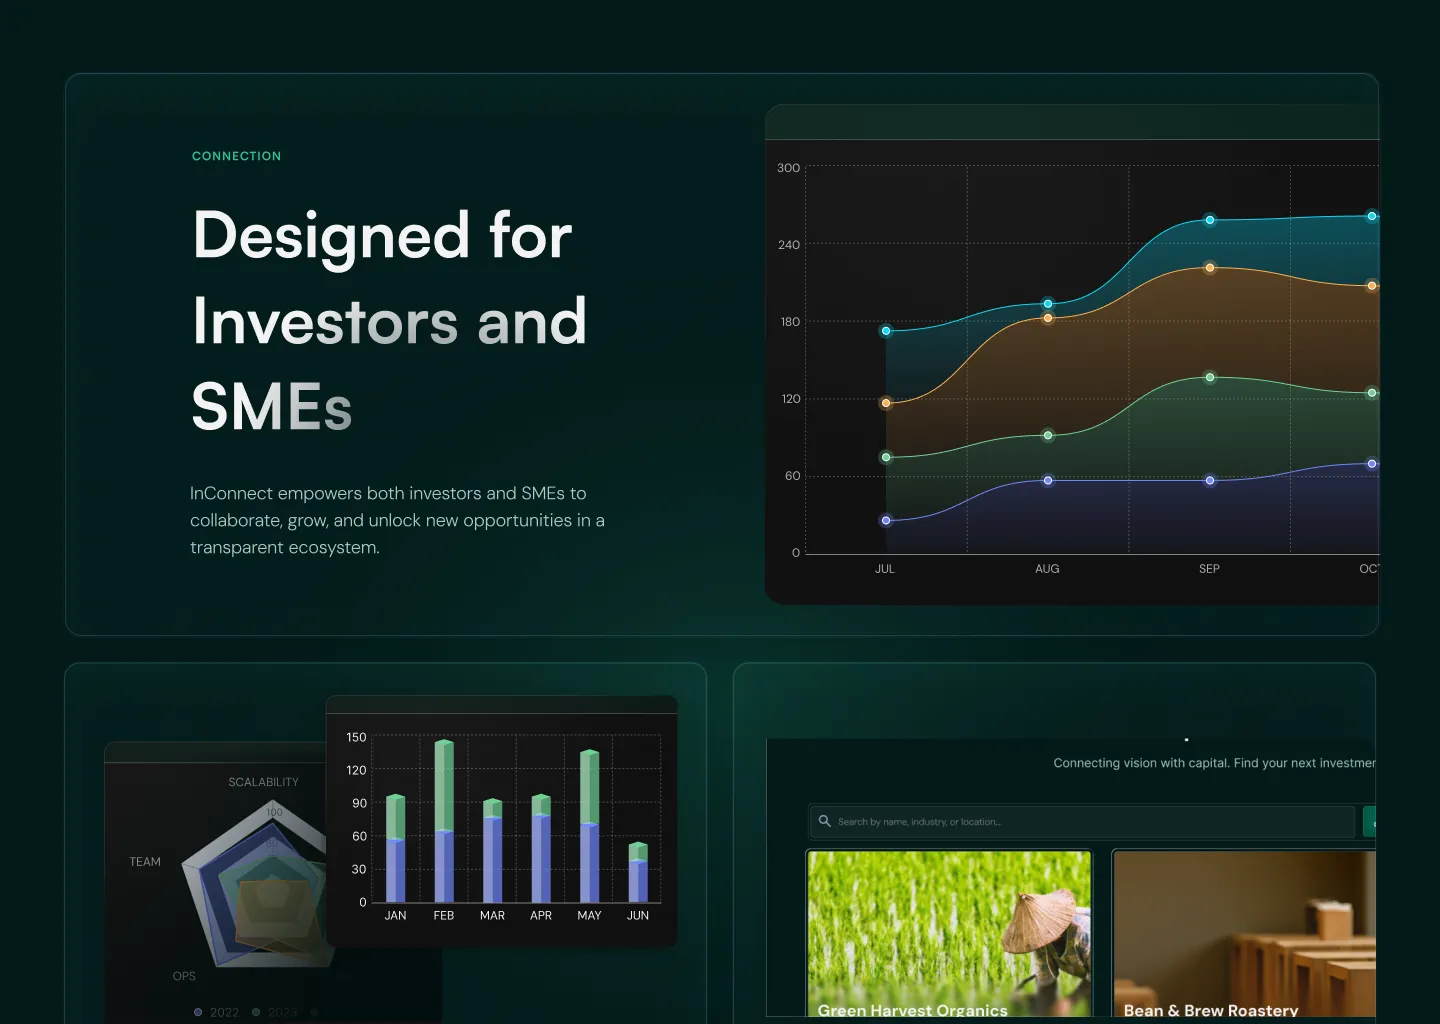 CONNECTION
Designed for
Investors and
SMEs
InConnect empowers both investors and SMEs to
collaborate, grow, and unlock new opportunities in a
transparent ecosystem.
300
240
180
120
60
0
JUL AUG SEP OCT
SCALABILITY
100
TEAM
OPS
2022 2023
150
120
90
60
30
0
JAN FEB MAR APR MAY JUN
Connecting vision with capital. Find your next
Search by name, industry, or location...
Green Harvest Organics
Bean & Brew Roastery